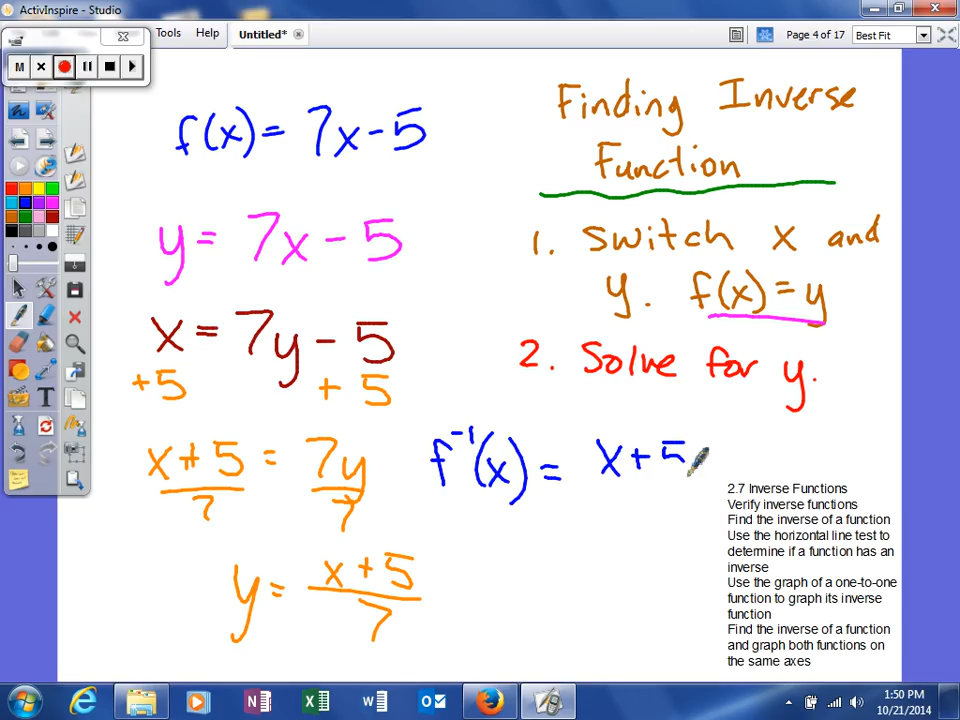 ActivInspire - Studio
Tools Help Untitled* Page 4 of 17 Best Fit
M
f(x) = 7x - 5
y = 7x - 5
x = 7y - 5
+5 + 5
x + 5 = 7y
7 7
y = x + 5
7
Finding Inverse
Function
1. Switch x and
y. f(x) = y
2. Solve for y.
f⁻¹(x) = x + 5
2.7 Inverse Functions
Verify inverse functions
Find the inverse of a function
Use the horizontal line test to
determine if a function has an
inverse
Use the graph of a one-to-one
function to graph its inverse
function
Find the inverse of a function
and graph both functions on
the same axes
1:50 PM
10/21/2014